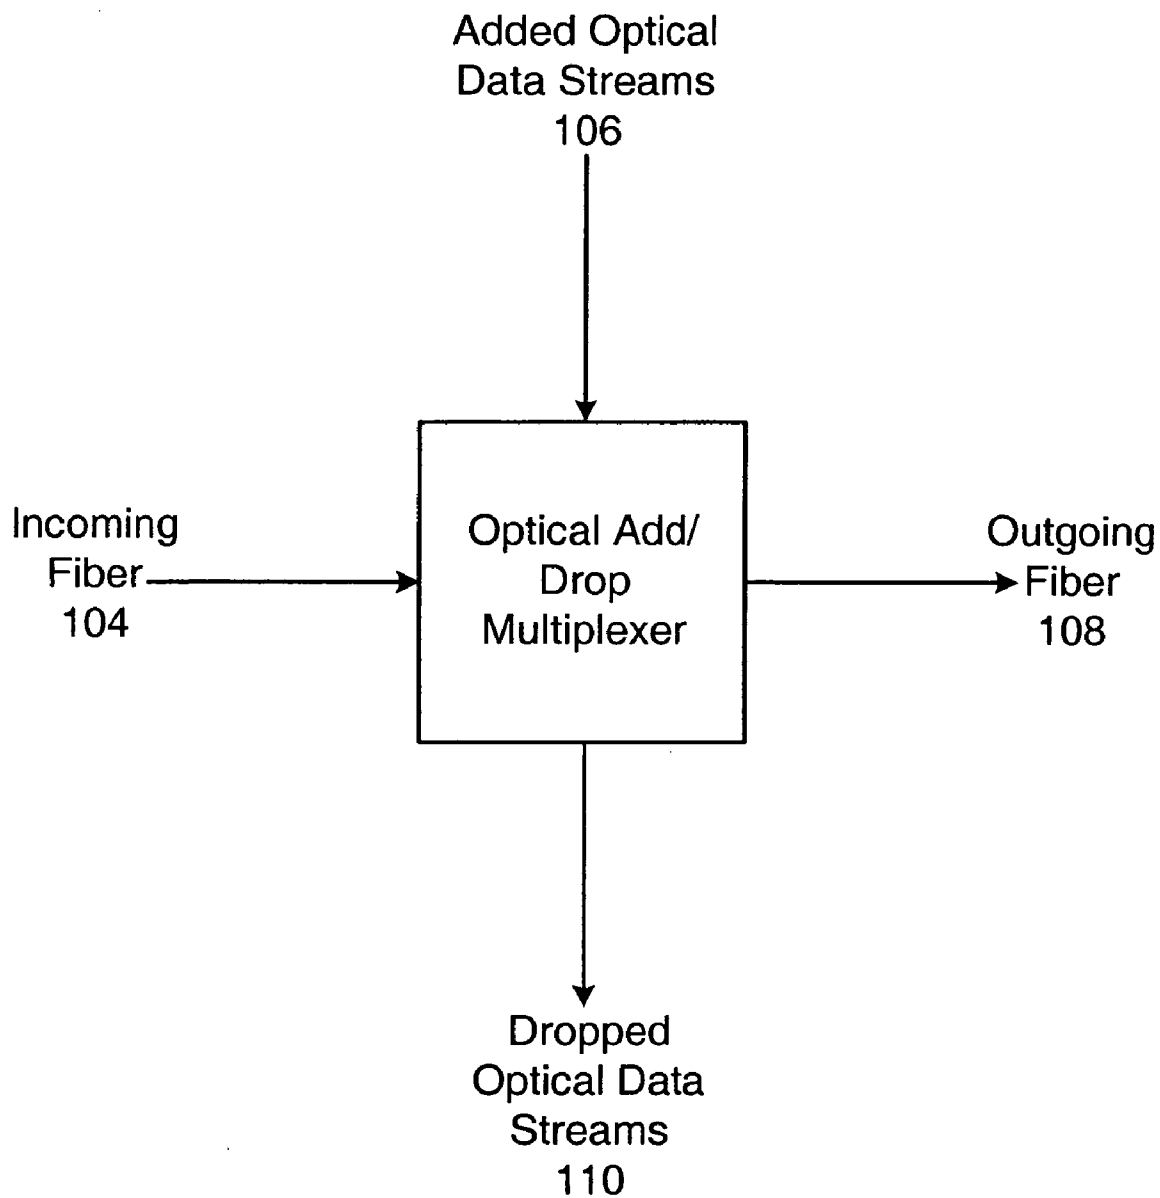 Added Optical
Data Streams
106
Incoming
Fiber
104
Optical Add/
Drop
Multiplexer
Outgoing
Fiber
108
Dropped
Optical Data
Streams
110